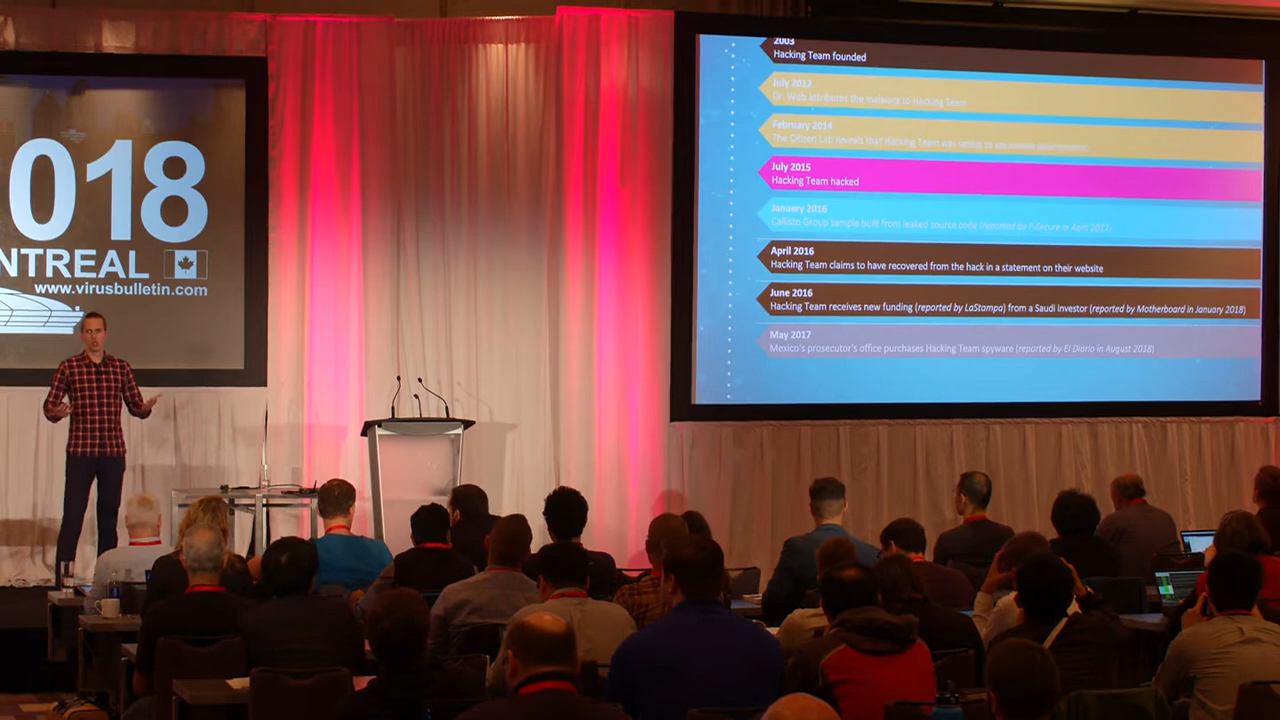 018
NTREAL
www.virusbulletin.com
2003
Hacking Team founded
July 2012
Dr. Web attributes the malware to Hacking Team
February 2014
The Citizen Lab reveals that Hacking Team was selling to
July 2015
Hacking Team hacked
January 2016
Callisto Group sample built from leaked source code (reported by F-Secure in April 2017)
April 2016
Hacking Team claims to have recovered from the hack in a statement on their website
June 2016
Hacking Team receives new funding (reported by LaStampa) from a Saudi investor (reported by Motherboard in January 2018)
May 2017
Mexico's prosecutor's office purchases Hacking Team spyware (reported by El Diario in August 2018)